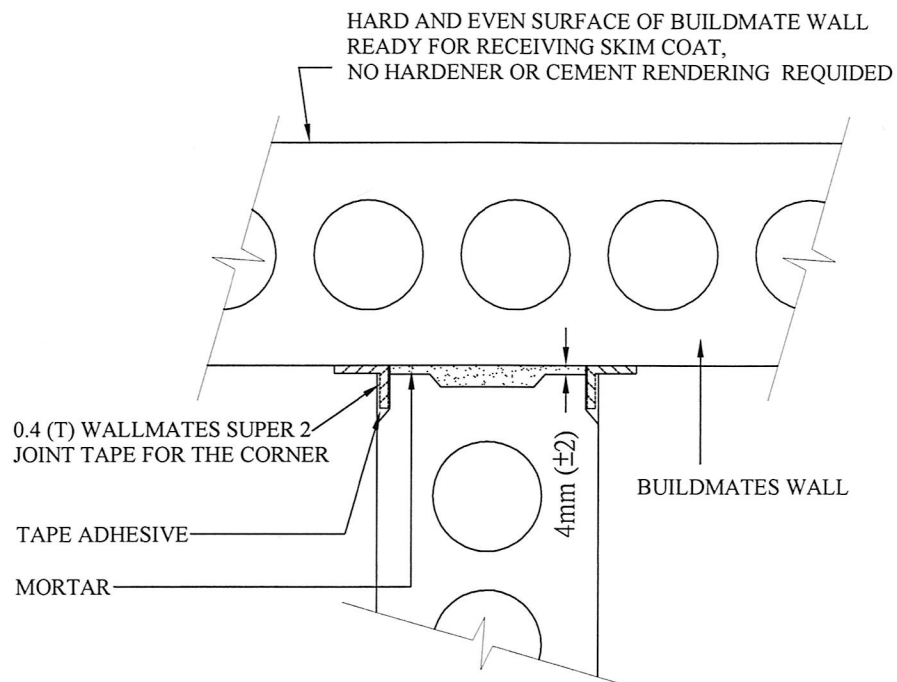 HARD AND EVEN SURFACE OF BUILDMATE WALL
READY FOR RECEIVING SKIM COAT,
NO HARDENER OR CEMENT RENDERING REQUIDED
0.4 (T) WALLMATES SUPER 2
JOINT TAPE FOR THE CORNER
4mm (±2)
BUILDMATES WALL
TAPE ADHESIVE
MORTAR